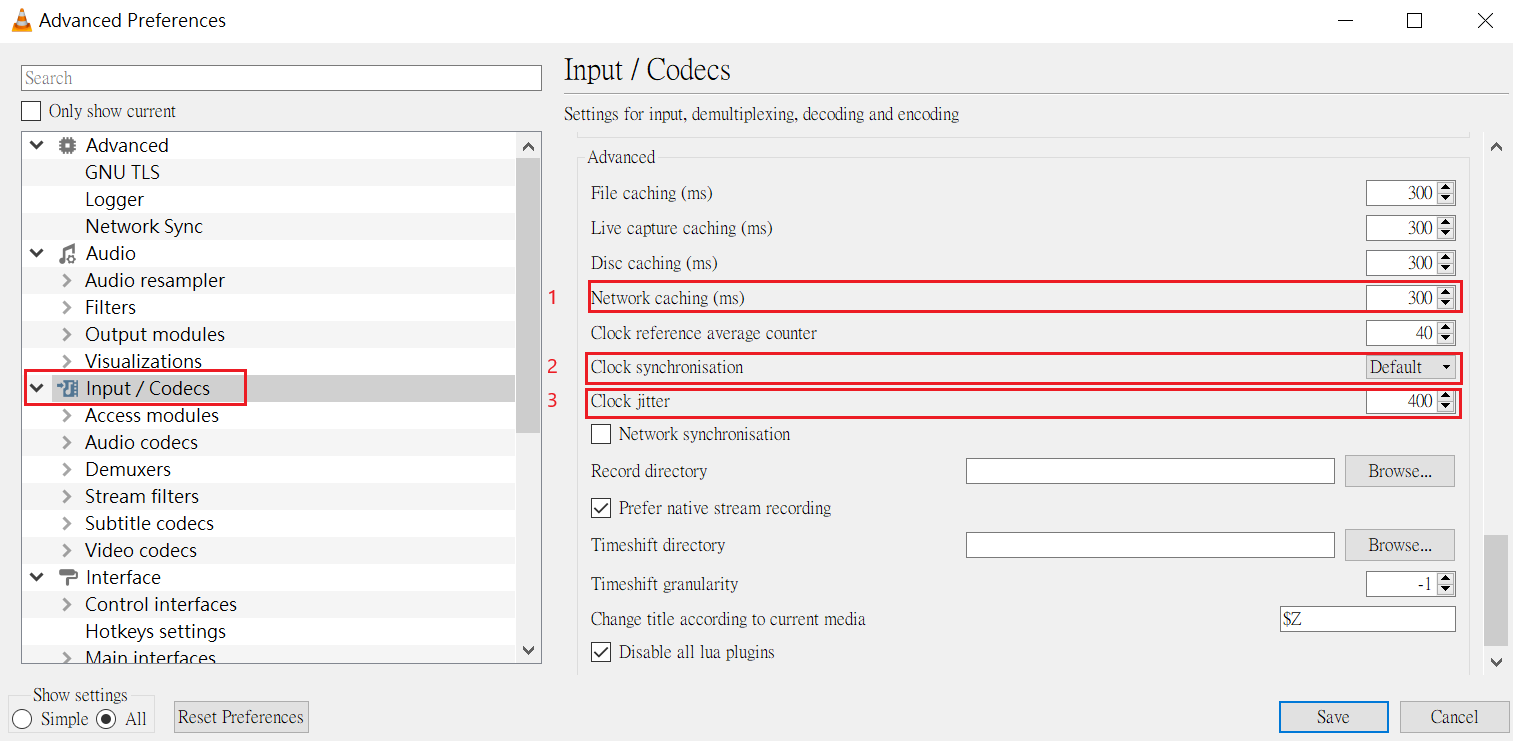 Advanced Preferences
Search
Only show current
Advanced
GNU TLS
Logger
Network Sync
Audio
Audio resampler
Filters
Output modules
Visualizations
Input / Codecs
Access modules
Audio codecs
Demuxers
Stream filters
Subtitle codecs
Video codecs
Interface
Control interfaces
Hotkeys settings
Main interfaces
Show settings
Simple All
Reset Preferences
Input / Codecs
Settings for input, demultiplexing, decoding and encoding
Advanced
File caching (ms) 300
Live capture caching (ms) 300
Disc caching (ms) 300
1 Network caching (ms) 300
Clock reference average counter 40
2 Clock synchronisation Default
3 Clock jitter 400
Network synchronisation
Record directory Browse...
Prefer native stream recording
Timeshift directory Browse...
Timeshift granularity -1
Change title according to current media $Z
Disable all lua plugins
Save Cancel